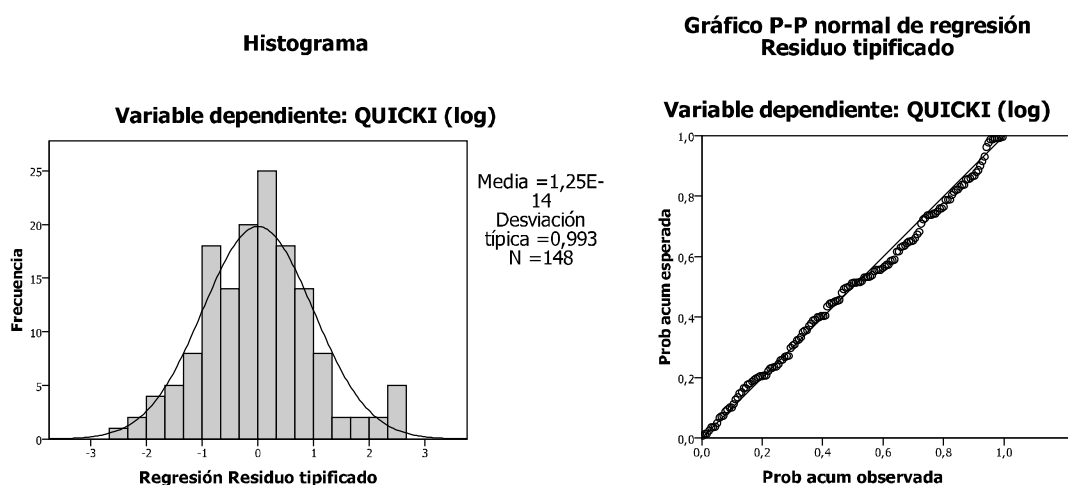 Histograma
Variable dependiente: QUICKI (log)
25
20
15
10
5
0
Frecuencia
-3 -2 -1 0 1 2 3
Regresión Residuo tipificado
Media =1,25E-
14
Desviación
típica =0,993
N =148
Gráfico P-P normal de regresión
Residuo tipificado
Variable dependiente: QUICKI (log)
1,0
0,8
0,6
0,4
0,2
0,0
Prob acum esperada
0,0 0,2 0,4 0,6 0,8 1,0
Prob acum observada